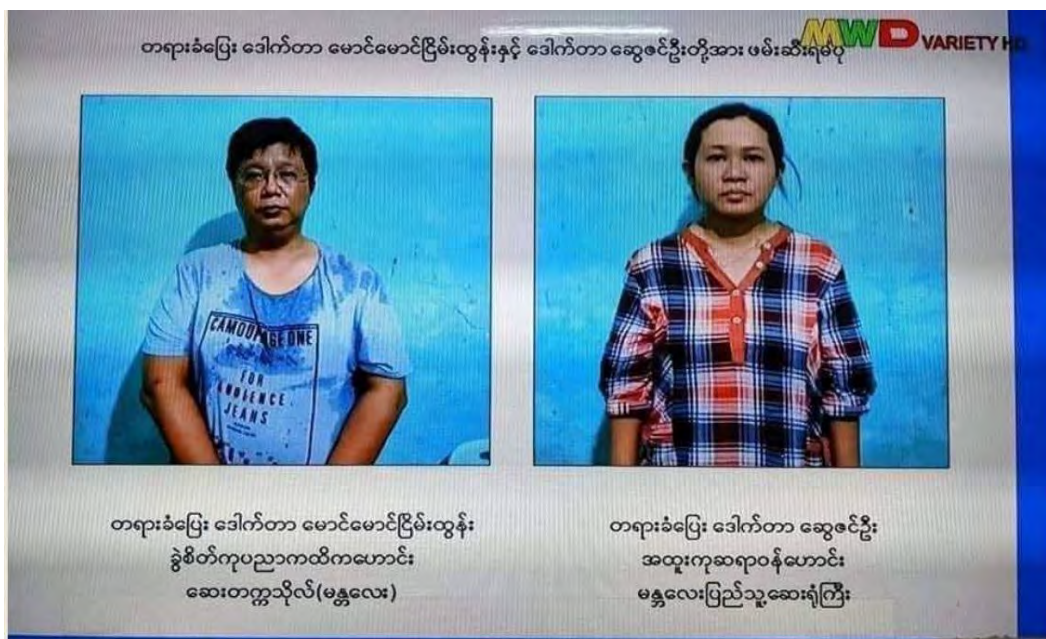 တရားခံပြေး ဒေါက်တာ မောင်မောင်ငြိမ်းထွန်းနှင့် ဒေါက်တာ ဆွေဇင်ဦးတို့အား ဖမ်းဆီးရမိပုံ
MWD VARIETY HD
CAMOUFLAGE ONE
FOR
AUDIENCE
JEANS
တရားခံပြေး ဒေါက်တာ မောင်မောင်ငြိမ်းထွန်း
ခွဲစိတ်ကုပညာကထိကဟောင်း
ဆေးတက္ကသိုလ်(မန္တလေး)
တရားခံပြေး ဒေါက်တာ ဆွေဇင်ဦး
အထူးကုဆရာဝန်ဟောင်း
မန္တလေးပြည်သူ့ဆေးရုံကြီး